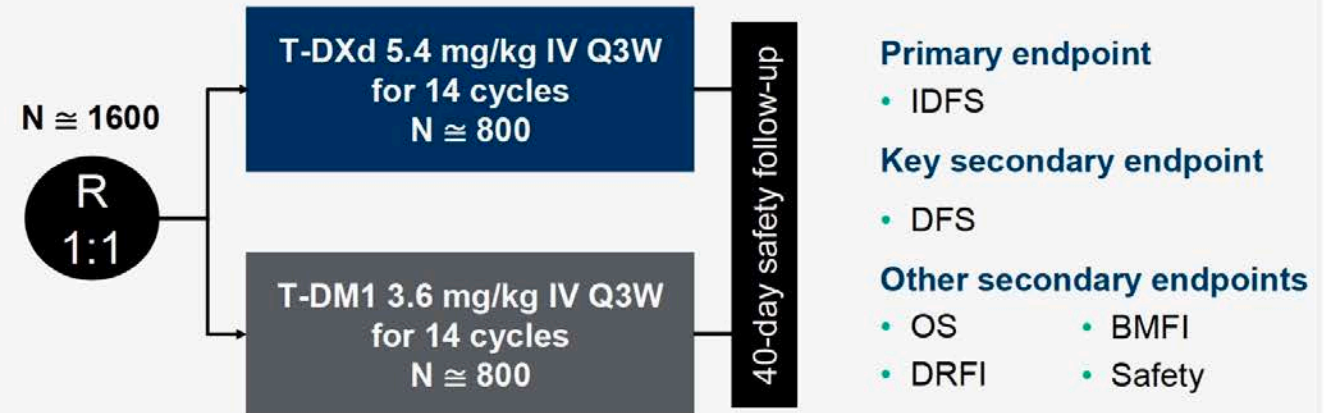 N ≅ 1600
R
1:1
T-DXd 5.4 mg/kg IV Q3W
for 14 cycles
N ≅ 800
T-DM1 3.6 mg/kg IV Q3W
for 14 cycles
N ≅ 800
40-day safety follow-up
Primary endpoint
• IDFS
Key secondary endpoint
• DFS
Other secondary endpoints
• OS • BMFI
• DRFI • Safety